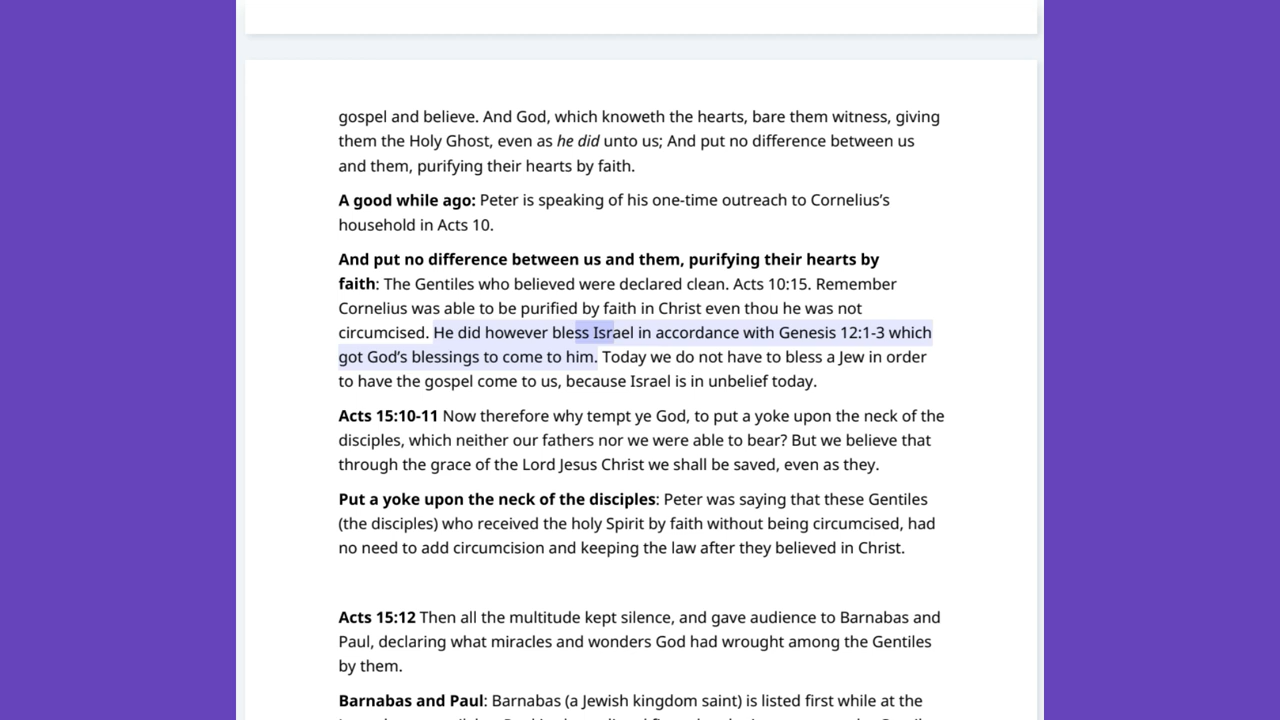 gospel and believe. And God, which knoweth the hearts, bare them witness, giving
them the Holy Ghost, even as he did unto us; And put no difference between us
and them, purifying their hearts by faith.
A good while ago: Peter is speaking of his one-time outreach to Cornelius’s
household in Acts 10.
And put no difference between us and them, purifying their hearts by
faith: The Gentiles who believed were declared clean. Acts 10:15. Remember
Cornelius was able to be purified by faith in Christ even thou he was not
circumcised. He did however bless Israel in accordance with Genesis 12:1-3 which
got God’s blessings to come to him. Today we do not have to bless a Jew in order
to have the gospel come to us, because Israel is in unbelief today.
Acts 15:10-11 Now therefore why tempt ye God, to put a yoke upon the neck of the
disciples, which neither our fathers nor we were able to bear? But we believe that
through the grace of the Lord Jesus Christ we shall be saved, even as they.
Put a yoke upon the neck of the disciples: Peter was saying that these Gentiles
(the disciples) who received the holy Spirit by faith without being circumcised, had
no need to add circumcision and keeping the law after they believed in Christ.
Acts 15:12 Then all the multitude kept silence, and gave audience to Barnabas and
Paul, declaring what miracles and wonders God had wrought among the Gentiles
by them.
Barnabas and Paul: Barnabas (a Jewish kingdom saint) is listed first while at the